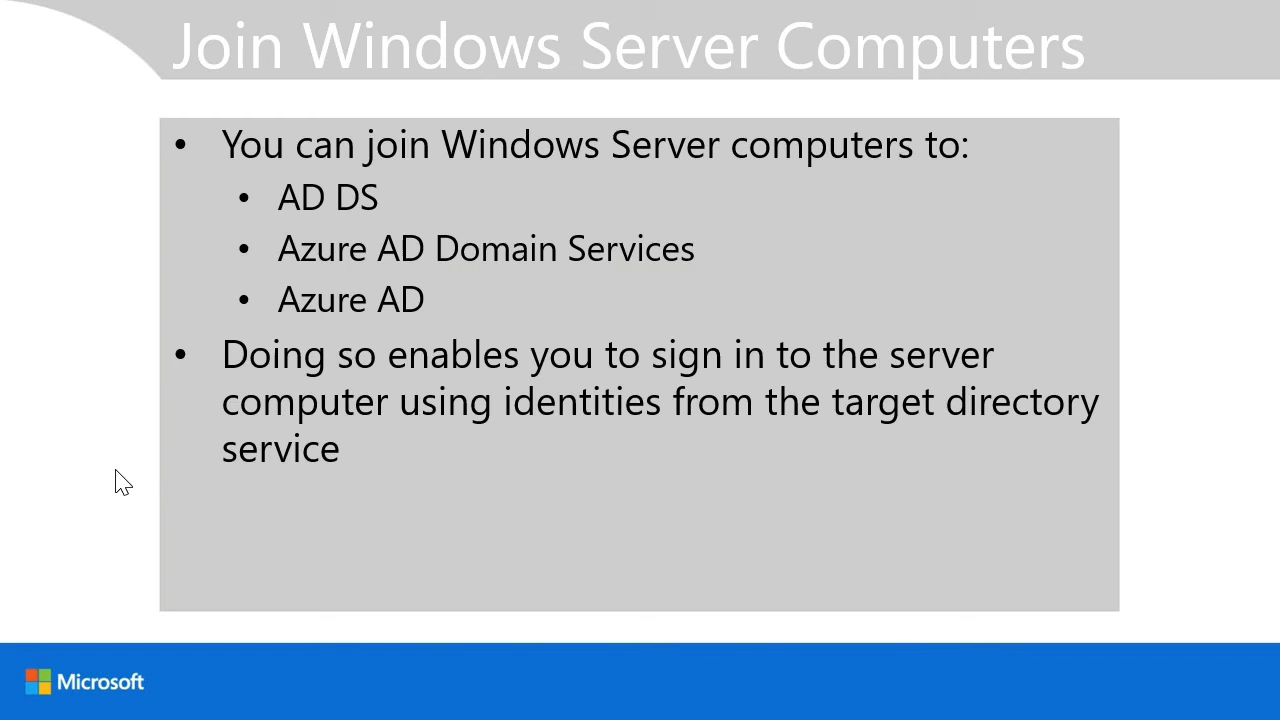 Join Windows Server Computers
• You can join Windows Server computers to:
• AD DS
• Azure AD Domain Services
• Azure AD
• Doing so enables you to sign in to the server
computer using identities from the target directory
service
Microsoft